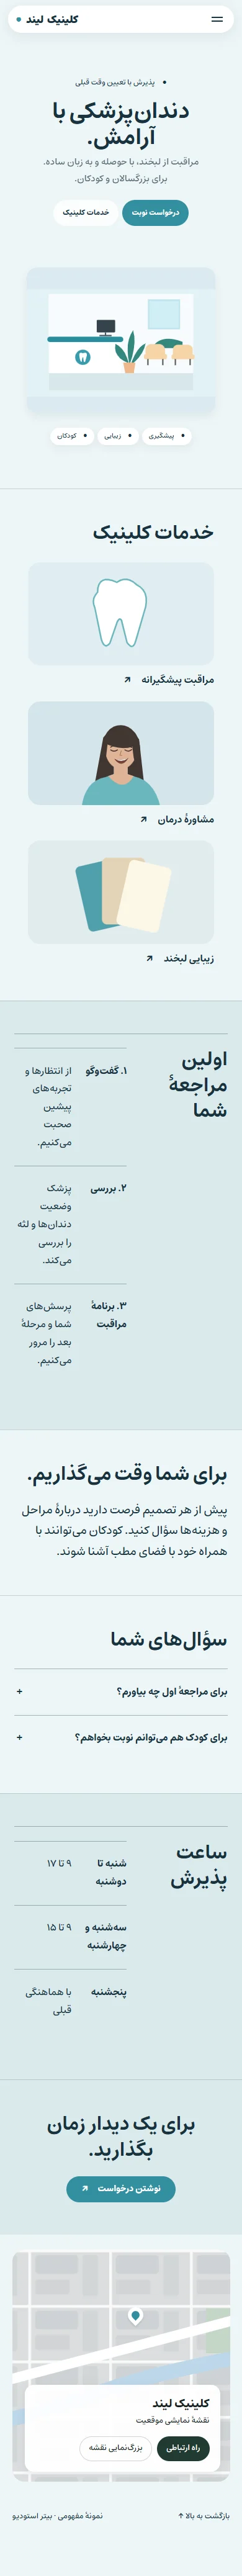 کلینیک لیند
پذیرش با تعیین وقت قبلی
دندان‌پزشکی با
آرامش.
مراقبت از لبخند، با حوصله و به زبان ساده.
برای بزرگسالان و کودکان.
درخواست نوبت
خدمات کلینیک
پیشگیری
زیبایی
کودکان
خدمات کلینیک
مراقبت پیشگیرانه ↗
مشاورهٔ درمان ↗
زیبایی لبخند ↗
اولین
مراجعهٔ
شما
۱. گفت‌وگو
از انتظارها و
تجربه‌های
پیشین
صحبت
می‌کنیم.
۲. بررسی
پزشک
وضعیت
دندان‌ها و لثه
را بررسی
می‌کند.
۳. برنامهٔ
مراقبت
پرسش‌های
شما و مرحلهٔ
بعد را مرور
می‌کنیم.
برای شما وقت می‌گذاریم.
پیش از هر تصمیم فرصت دارید دربارهٔ مراحل
و هزینه‌ها سؤال کنید. کودکان می‌توانند با
همراه خود با فضای مطب آشنا شوند.
سؤال‌های شما
برای مراجعهٔ اول چه بیاورم؟ +
برای کودک هم می‌توانم نوبت بخواهم؟ +
ساعت
پذیرش
شنبه تا
دوشنبه
۹ تا ۱۷
سه‌شنبه و
چهارشنبه
۹ تا ۱۵
پنجشنبه
با هماهنگی
قبلی
برای یک دیدار زمان
بگذارید.
نوشتن درخواست ↗
کلینیک لیند
نقشهٔ نمایشی موقعیت
راه ارتباطی
بزرگ‌نمایی نقشه
بازگشت به بالا ↑
نمونهٔ مفهومی · بیتر استودیو